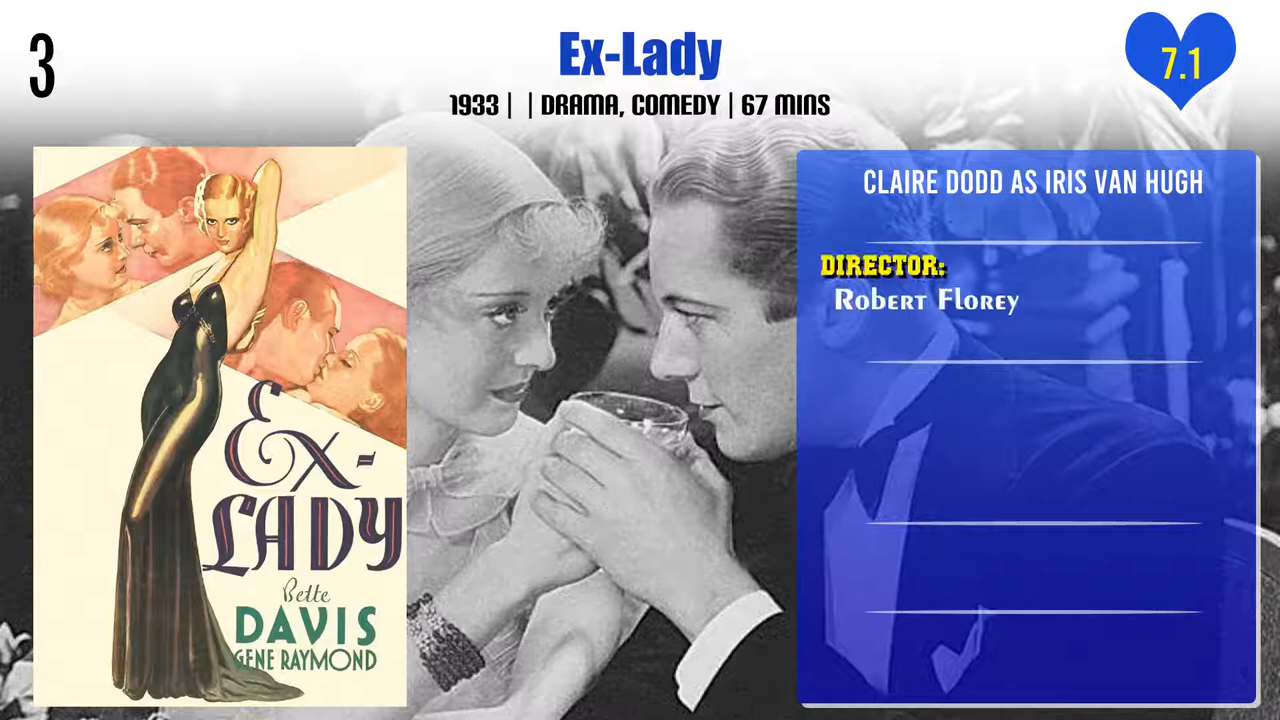 3
Ex-Lady
7.1
1933 | | DRAMA, COMEDY | 67 MINS
CLAIRE DODD AS IRIS VAN HUGH
DIRECTOR:
Robert Florey
EX-
LADY
Bette
DAVIS
GENE RAYMOND